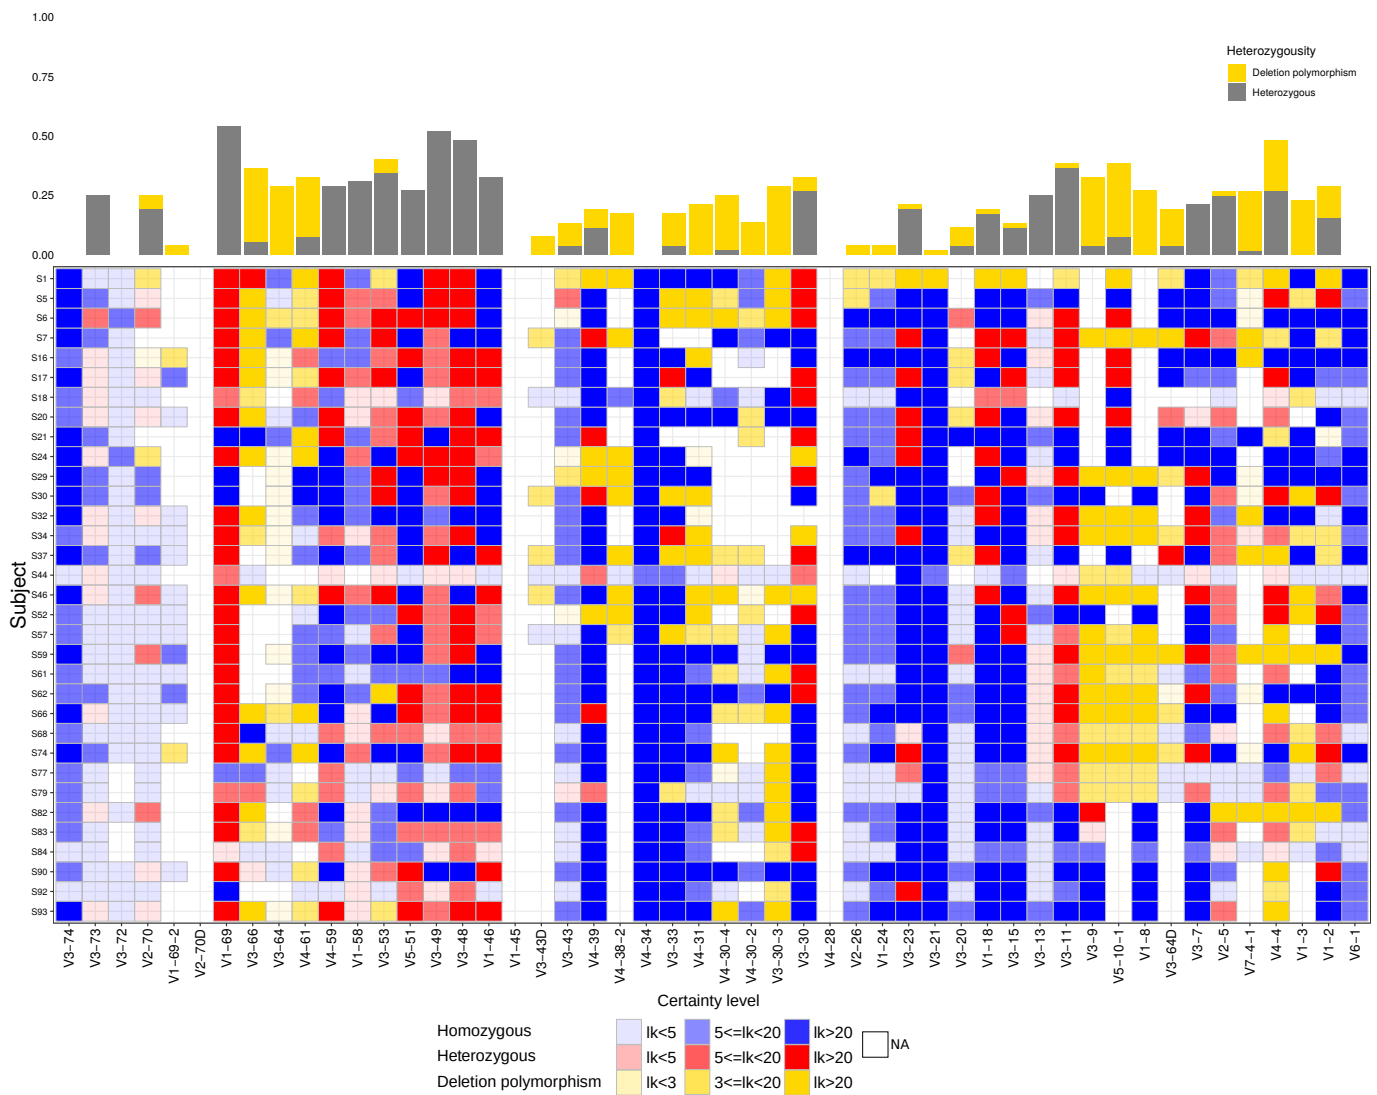 1.00
0.75
0.50
0.25
0.00
Heterozygousity
Deletion polymorphism
Heterozygous
Subject
S1
S5
S6
S7
S16
S17
S18
S20
S21
S24
S29
S30
S32
S34
S37
S44
S46
S52
S57
S59
S61
S62
S66
S68
S74
S77
S79
S82
S83
S84
S90
S92
S93
V3-74
V3-73
V3-72
V2-70
V1-69-2
V2-70D
V1-69
V3-66
V3-64
V4-61
V4-59
V1-58
V3-53
V5-51
V3-49
V3-48
V1-46
V1-45
V3-43D
V3-43
V4-39
V4-38-2
V4-34
V3-33
V4-31
V4-30-4
V4-30-2
V3-30-3
V3-30
V4-28
V2-26
V1-24
V3-23
V3-21
V3-20
V1-18
V3-15
V3-13
V3-11
V3-9
V5-10-1
V1-8
V3-64D
V3-7
V2-5
V7-4-1
V4-4
V1-3
V1-2
V6-1
Certainty level
Homozygous lk<5 5<=lk<20 lk>20 NA
Heterozygous lk<5 5<=lk<20 lk>20
Deletion polymorphism lk<3 3<=lk<20 lk>20